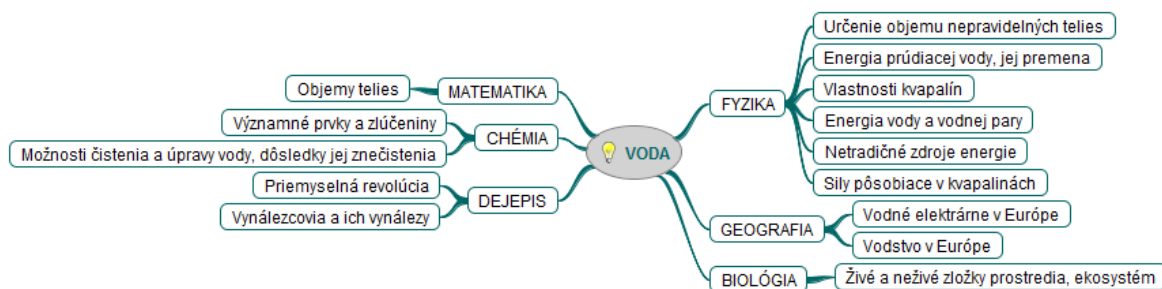 VODA
MATEMATIKA
Objemy telies
CHÉMIA
Významné prvky a zlúčeniny
Možnosti čistenia a úpravy vody, dôsledky jej znečistenia
DEJEPIS
Priemyselná revolúcia
Vynálezcovia a ich vynálezy
FYZIKA
Určenie objemu nepravidelných telies
Energia prúdiacej vody, jej premena
Vlastnosti kvapalín
Energia vody a vodnej pary
Netradičné zdroje energie
Sily pôsobiace v kvapalinách
GEOGRAFIA
Vodné elektrárne v Európe
Vodstvo v Európe
BIOLÓGIA
Živé a neživé zložky prostredia, ekosystém